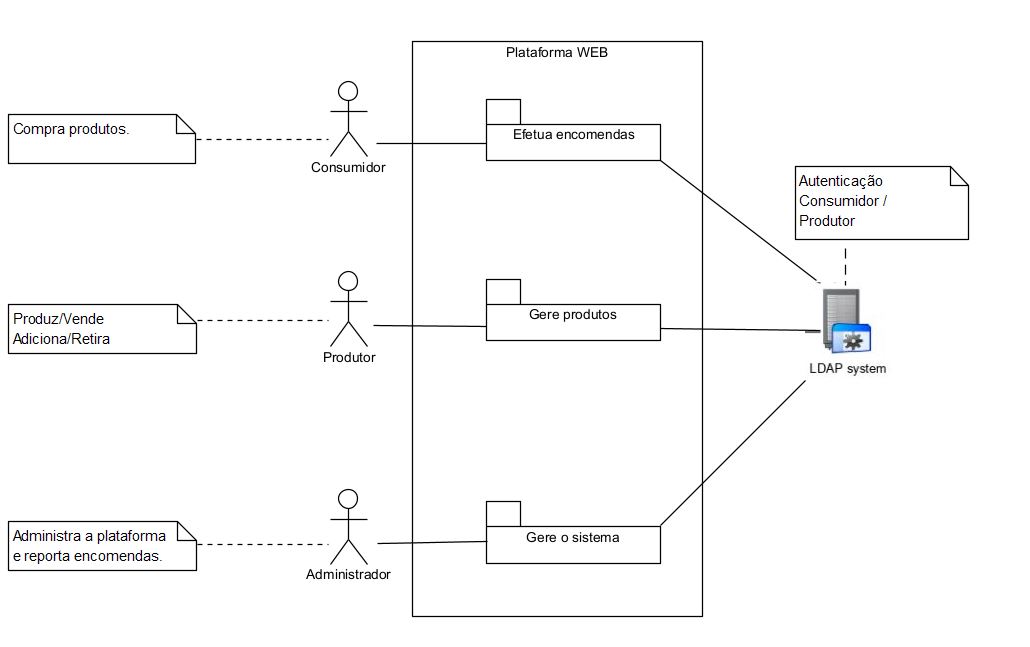 Plataforma WEB
Compra produtos.
Consumidor
Efetua encomendas
Autenticação
Consumidor /
Produtor
Produz/Vende
Adiciona/Retira
Produtor
Gere produtos
LDAP system
Administra a plataforma
e reporta encomendas.
Administrador
Gere o sistema